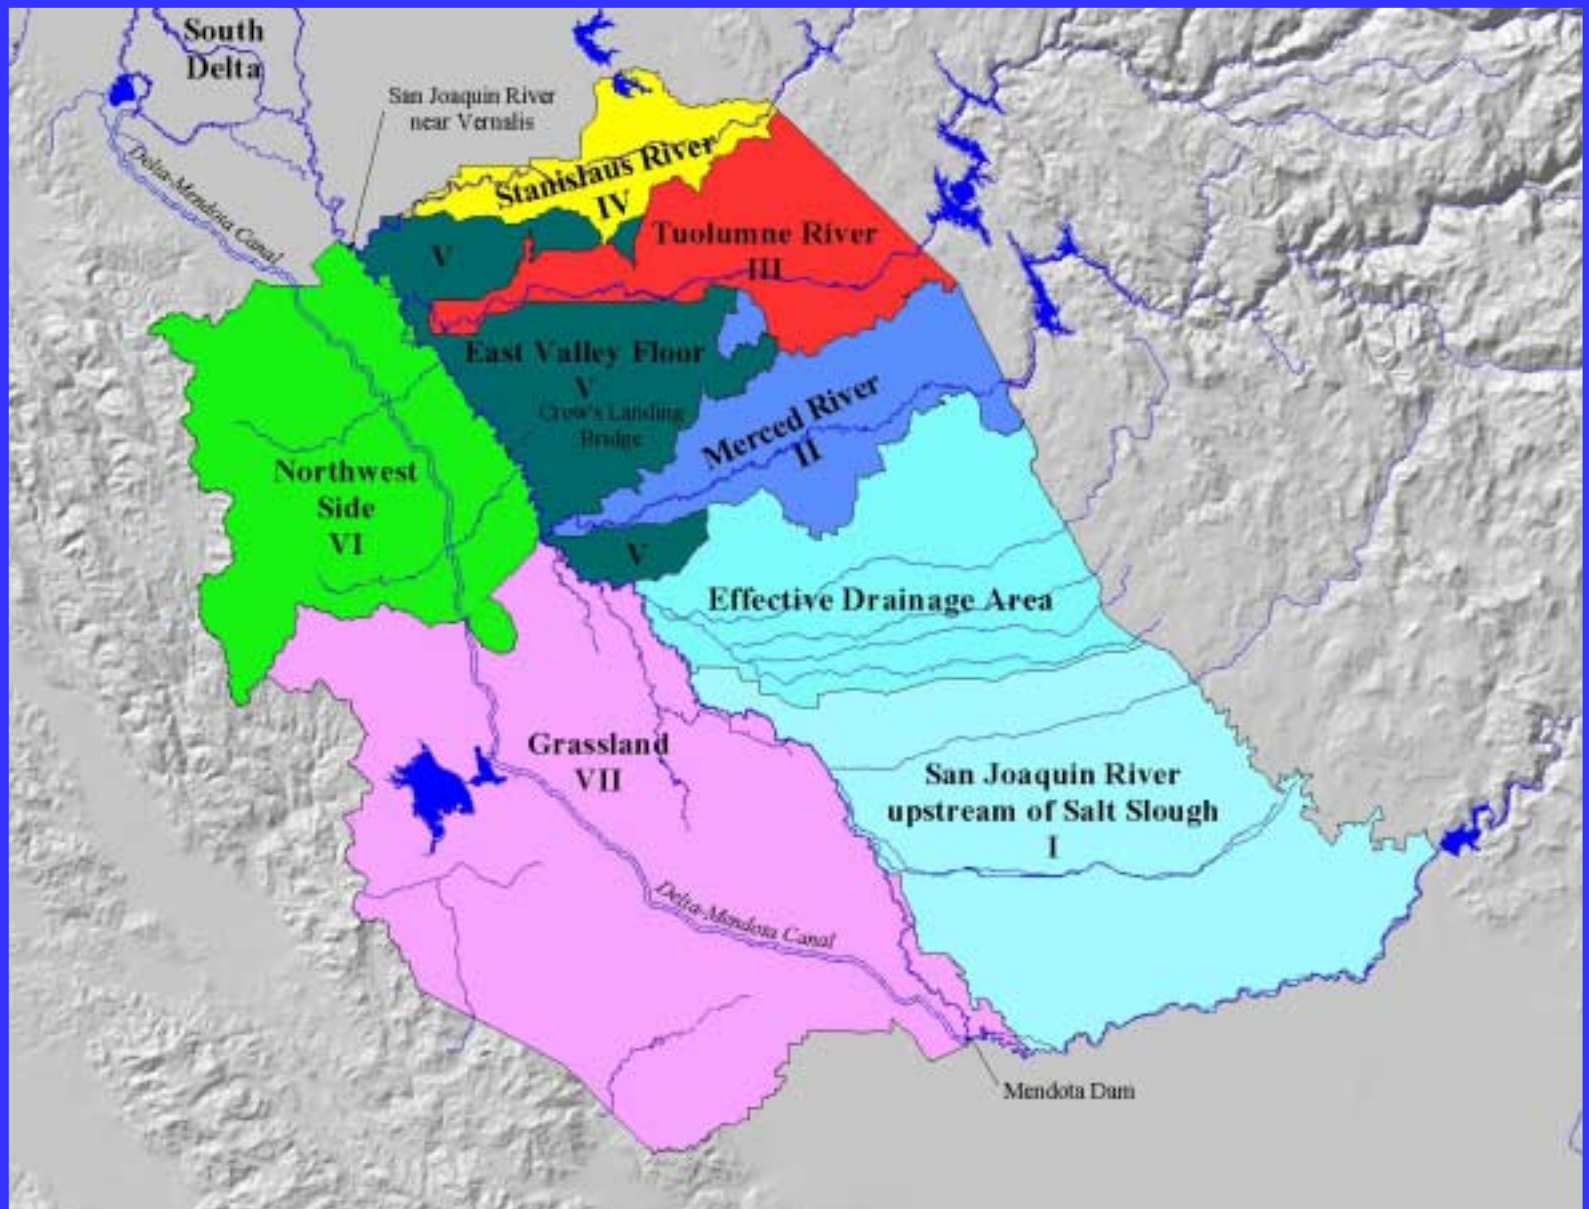 South
Delta
San Joaquin River
near Vernalis
Delta-Mendota Canal
Stanislaus River
IV
Tuolumne River
III
V
East Valley Floor
V
Crow's Landing
Bridge
Merced River
II
Northwest
Side
VI
V
Effective Drainage Area
Grassland
VII
San Joaquin River
upstream of Salt Slough
I
Delta-Mendota Canal
Mendota Dam